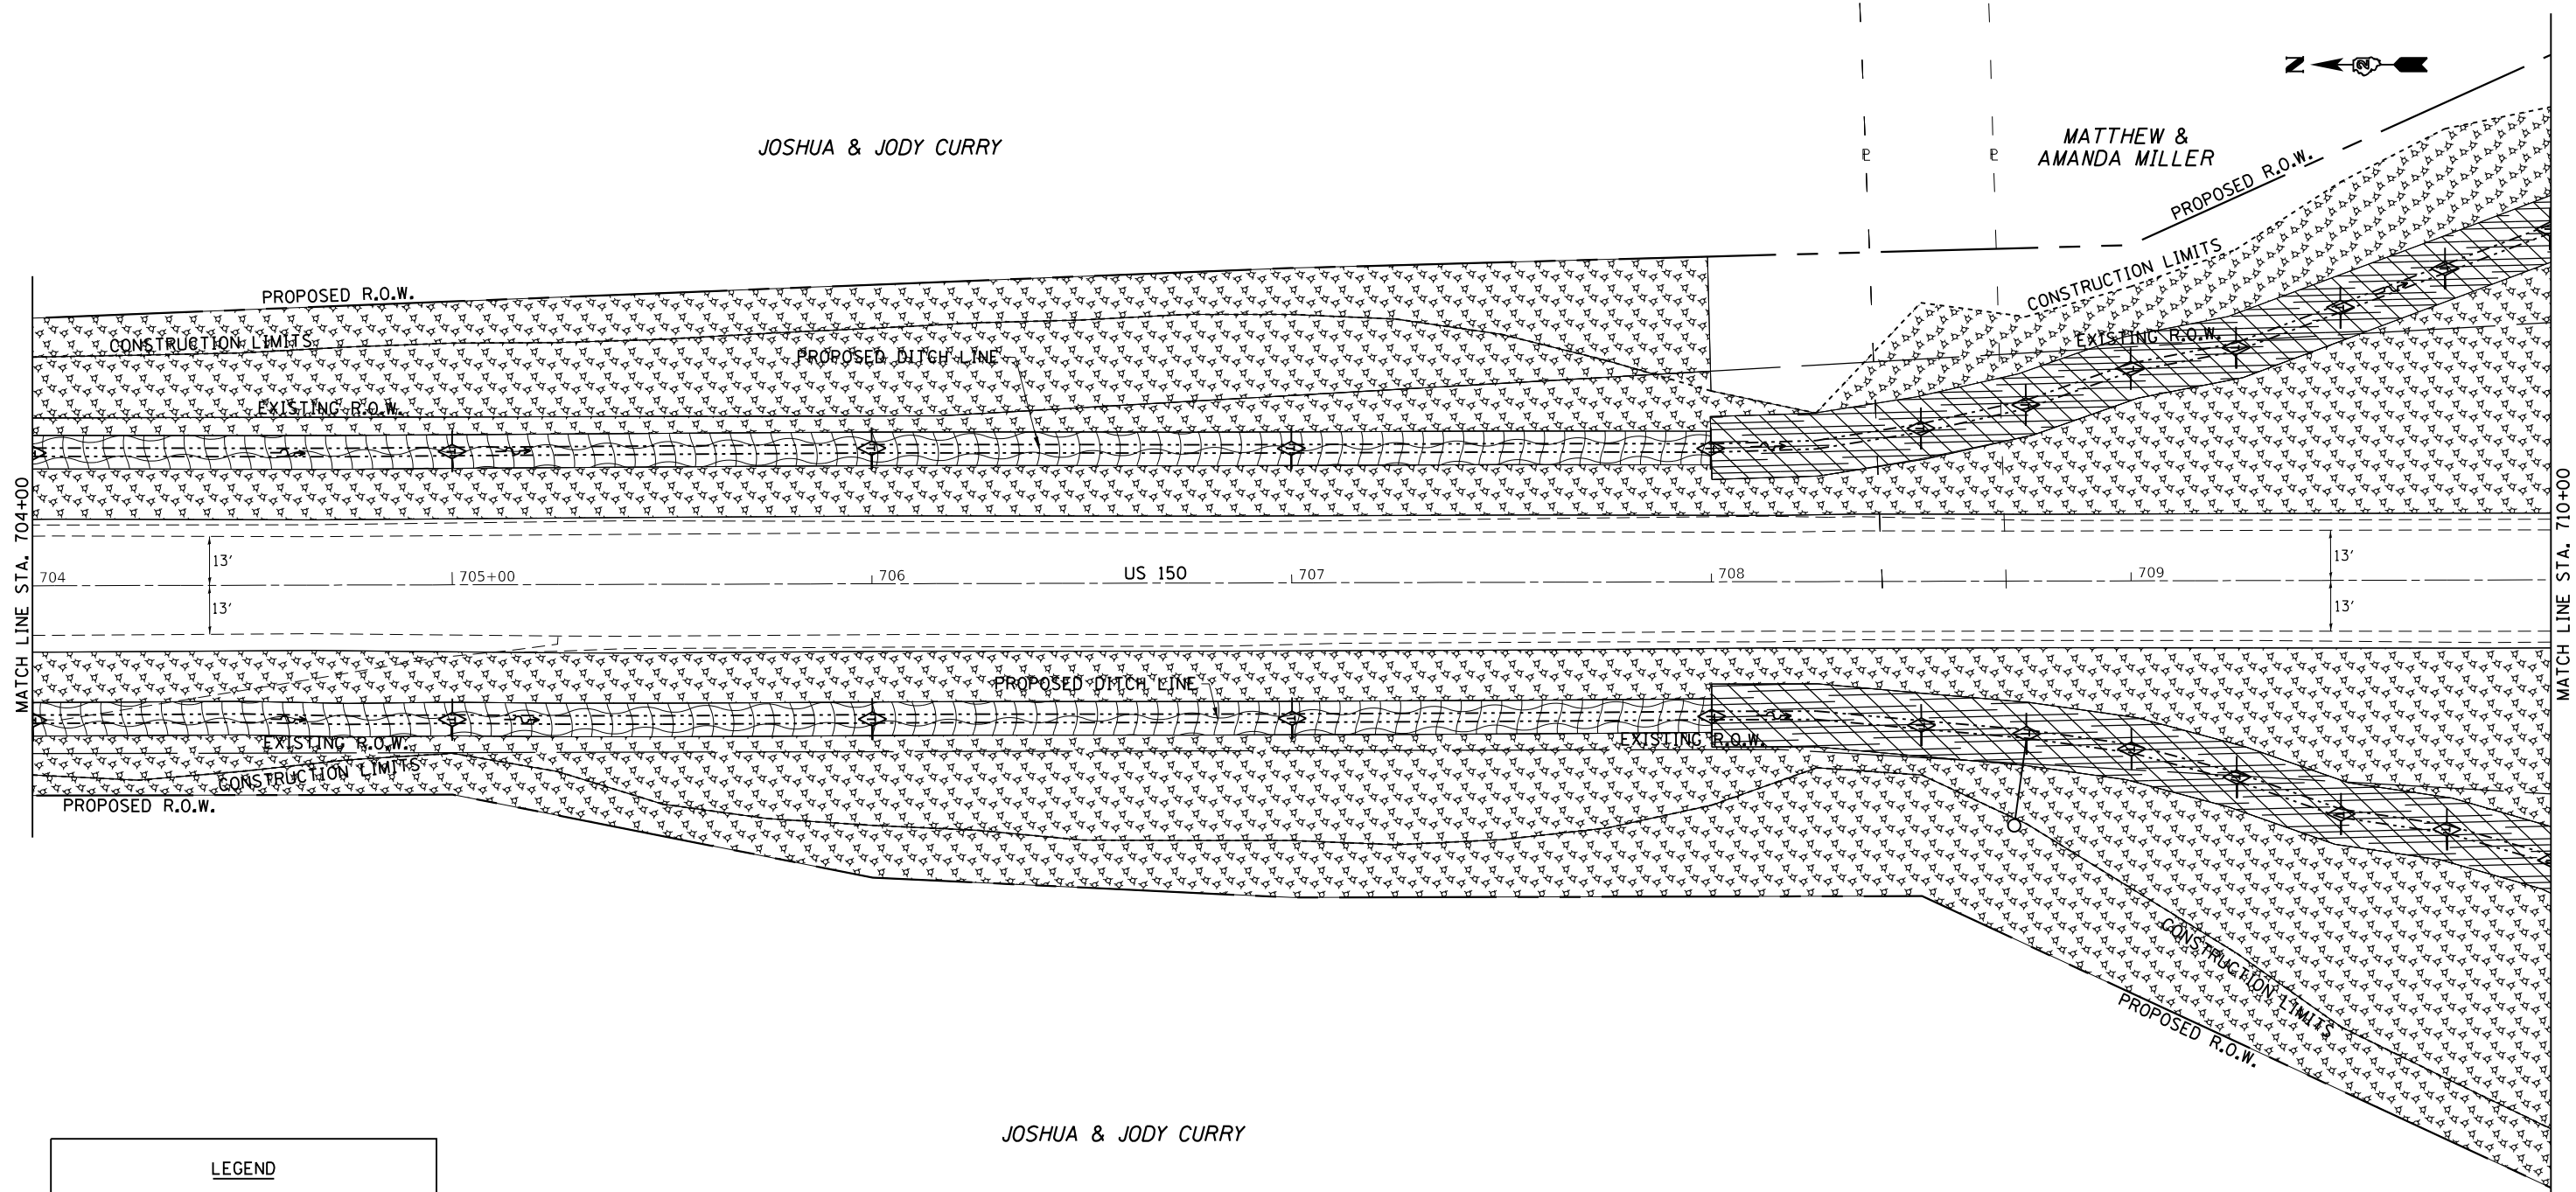 N
2
JOSHUA & JODY CURRY
MATTHEW &
AMANDA MILLER
P
P
PROPOSED R.O.W.
CONSTRUCTION LIMITS
PROPOSED R.O.W.
CONSTRUCTION LIMITS
EXISTING R.O.W.
PROPOSED DITCH LINE
EXISTING R.O.W.
MATCH LINE STA. 704+00
MATCH LINE STA. 710+00
13'
13'
704
705+00
706
US 150
707
708
709
13'
13'
PROPOSED DITCH LINE
EXISTING R.O.W.
EXISTING R.O.W.
CONSTRUCTION LIMITS
PROPOSED R.O.W.
CONSTRUCTION LIMITS
PROPOSED R.O.W.
JOSHUA & JODY CURRY
LEGEND